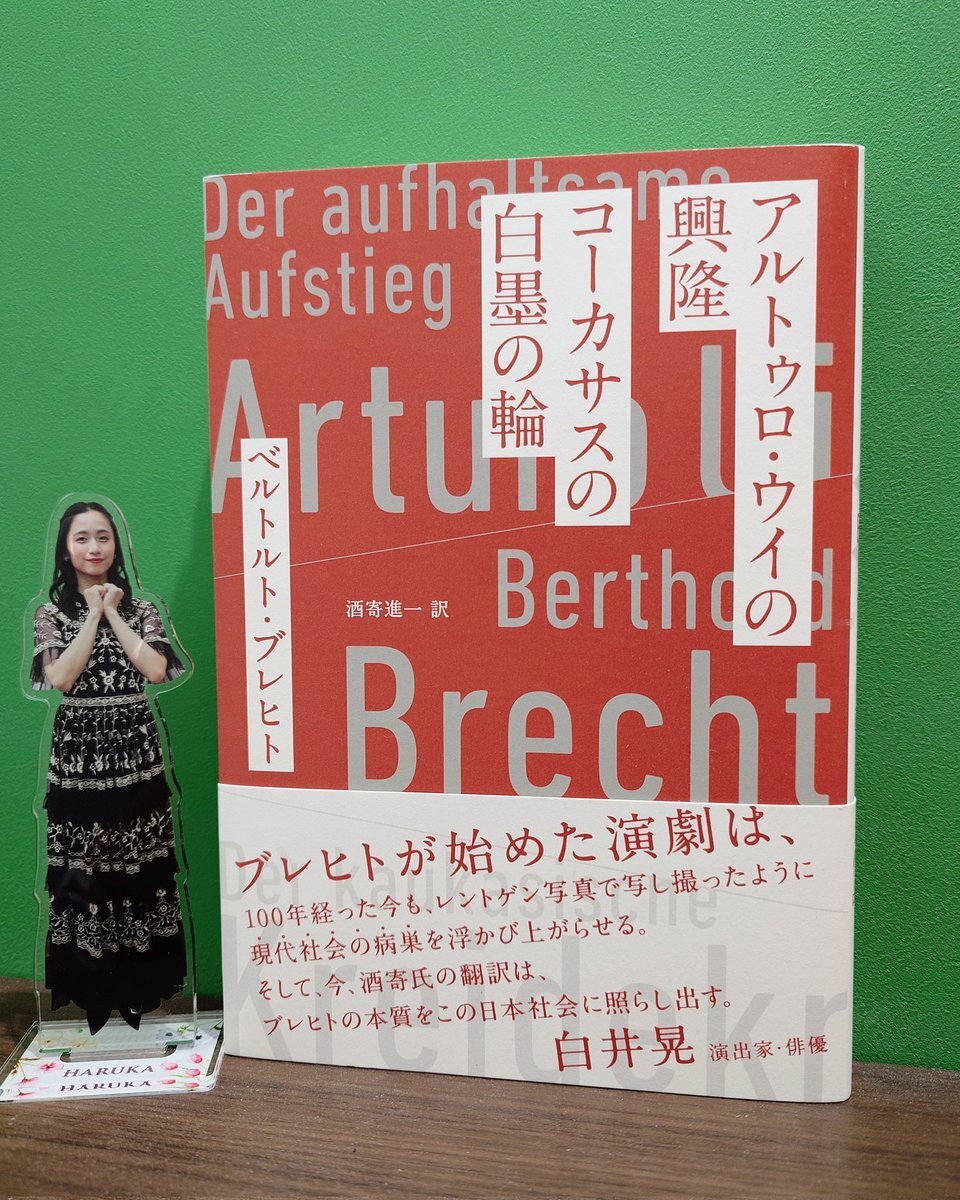 Der aufhaltsame
Aufstieg
Arturo Ui
Berthold
Brecht
アルトゥロ・ウイの
興隆
コーカサスの
白墨の輪
ベルトルト・ブレヒト
酒寄進一 訳
ブレヒトが始めた演劇は、
100年経った今も、レントゲン写真で写し撮ったように
現代社会の病巣を浮かび上がらせる。
そして、今、酒寄氏の翻訳は、
ブレヒトの本質をこの日本社会に照らし出す。
白井晃 演出家・俳優
Der kaukasische
Kreidekr
HARUKA
HARUKA